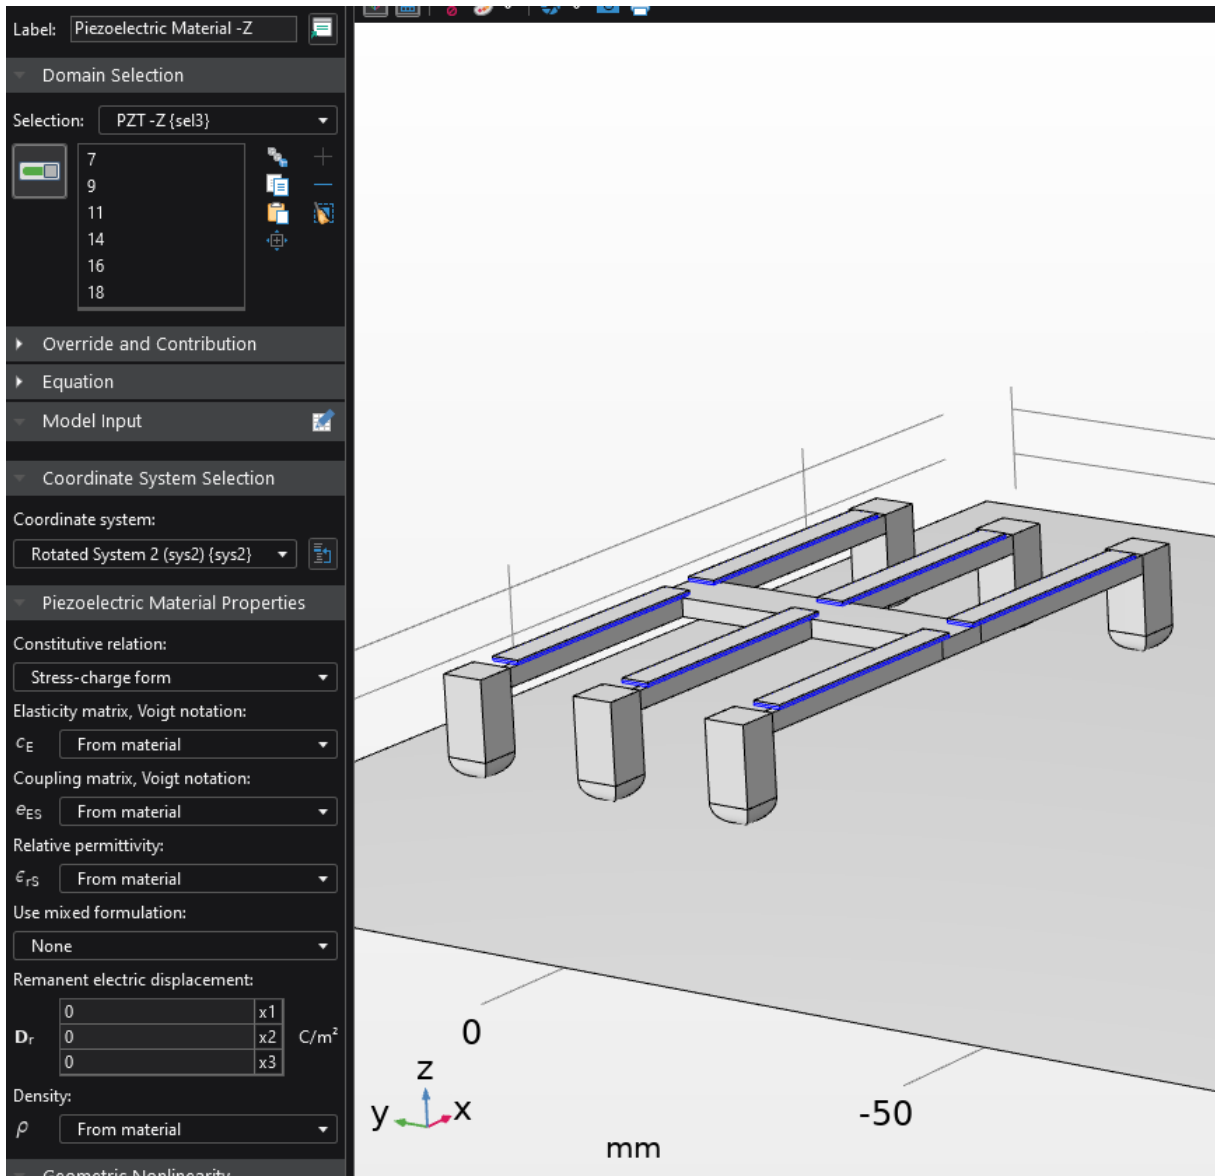 Label: Piezoelectric Material -Z
Domain Selection
Selection: PZT -Z {sel3}
7
9
11
14
16
18
Override and Contribution
Equation
Model Input
Coordinate System Selection
Coordinate system:
Rotated System 2 (sys2) {sys2}
Piezoelectric Material Properties
Constitutive relation:
Stress-charge form
Elasticity matrix, Voigt notation:
cE From material
Coupling matrix, Voigt notation:
eES From material
Relative permittivity:
ϵrS From material
Use mixed formulation:
None
Remanent electric displacement:
0 x1
Dr 0 x2 C/m²
0 x3
Density:
ρ From material
Geometric Nonlinearity
0
-50
z
y x
mm